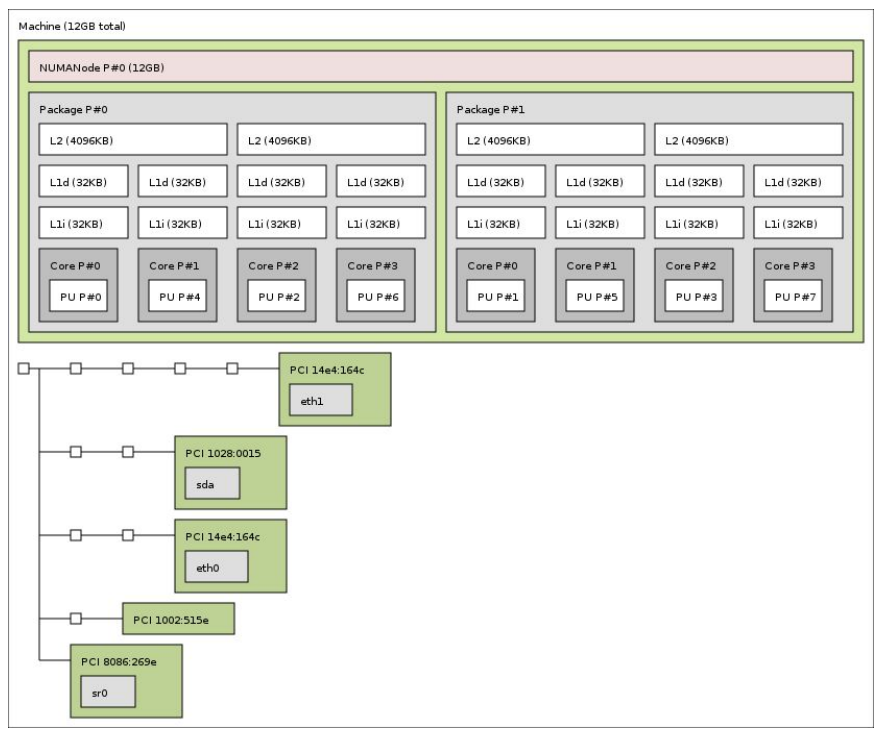 Machine (12GB total)
NUMANode P#0 (12GB)
Package P#0 Package P#1
L2 (4096KB) L2 (4096KB) L2 (4096KB) L2 (4096KB)
L1d (32KB) L1d (32KB) L1d (32KB) L1d (32KB) L1d (32KB) L1d (32KB) L1d (32KB) L1d (32KB)
L1i (32KB) L1i (32KB) L1i (32KB) L1i (32KB) L1i (32KB) L1i (32KB) L1i (32KB) L1i (32KB)
Core P#0 Core P#1 Core P#2 Core P#3 Core P#0 Core P#1 Core P#2 Core P#3
PU P#0 PU P#4 PU P#2 PU P#6 PU P#1 PU P#5 PU P#3 PU P#7
PCI 14e4:164c
eth1
PCI 1028:0015
sda
PCI 14e4:164c
eth0
PCI 1002:515e
PCI 8086:269e
sr0